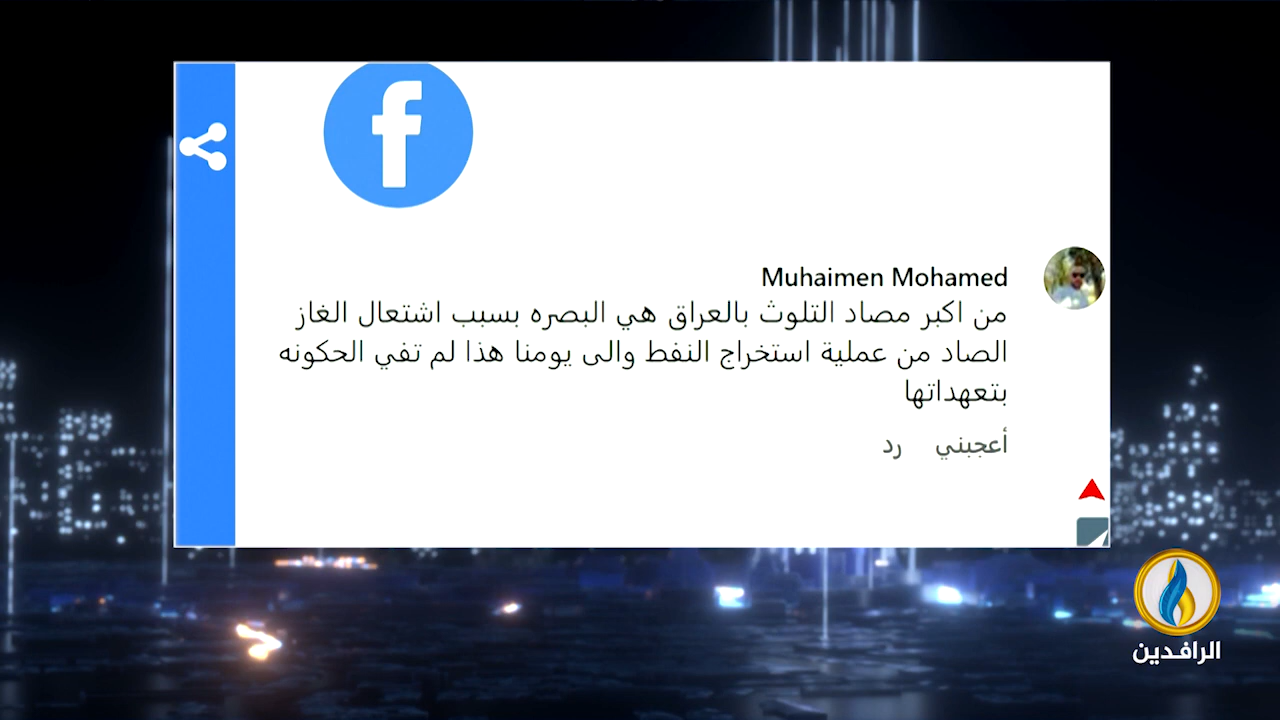 f
Muhaimen Mohamed
من اكبر مصاد التلوث بالعراق هي البصره بسبب اشتعال الغاز
الصاد من عملية استخراج النفط والى يومنا هذا لم تفي الحكونه
بتعهداتها
أعجبني رد
الرافدين